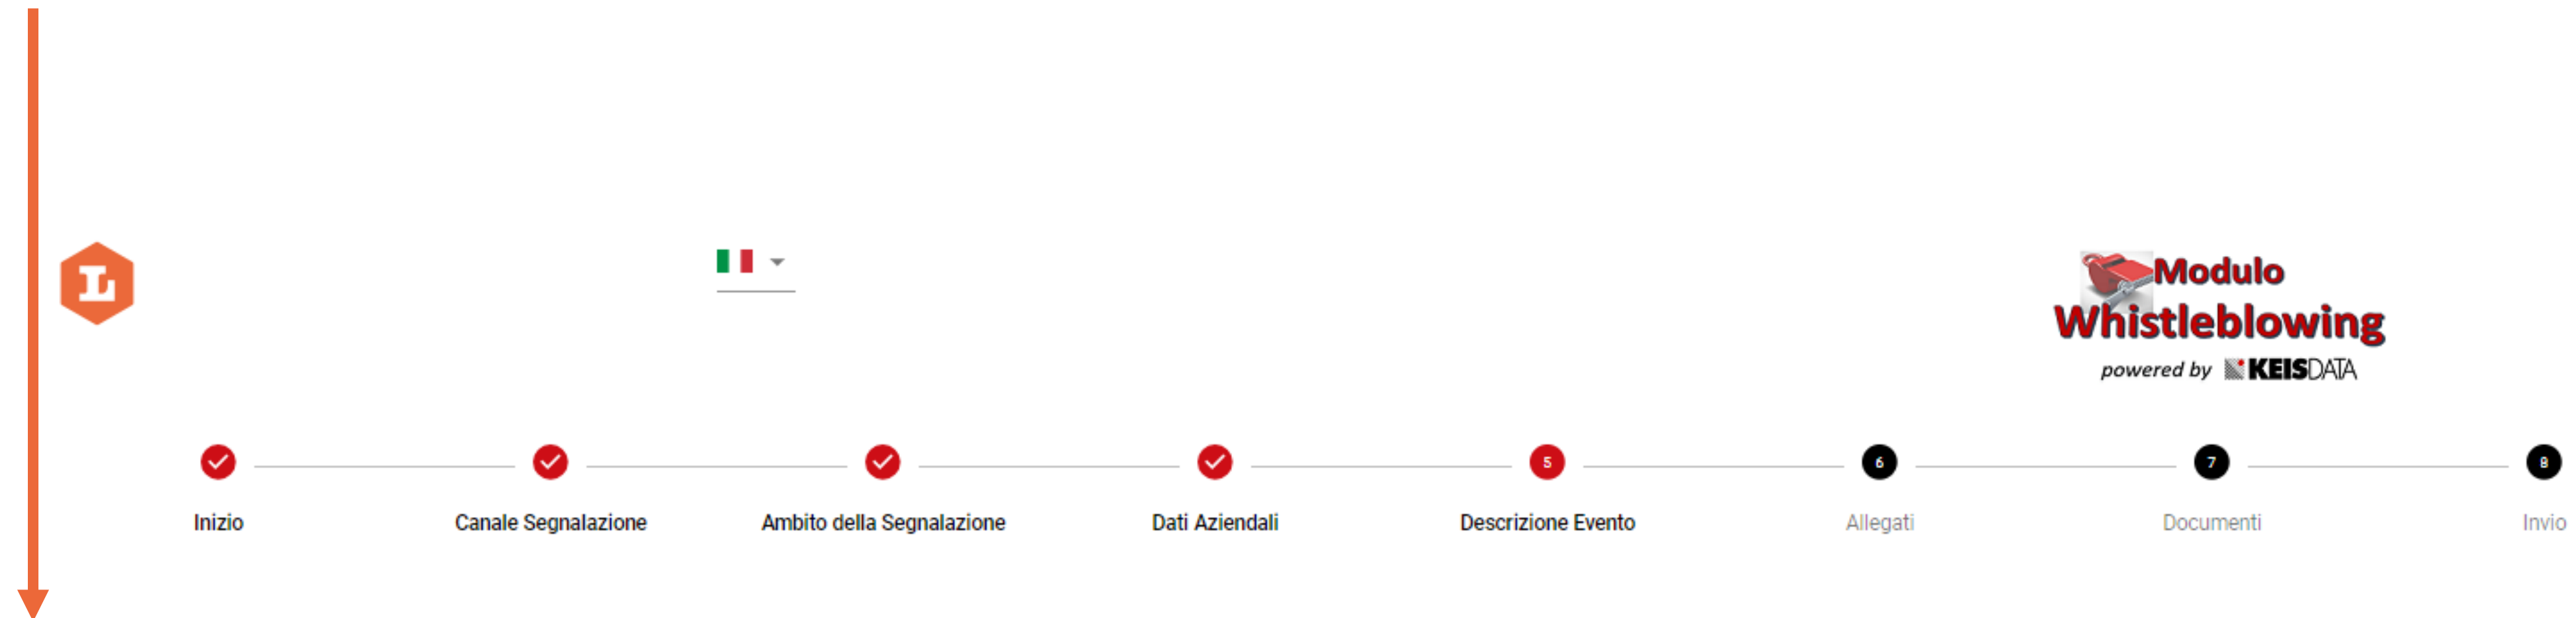 L
Modulo
Whistleblowing
powered by KEISDATA
5 6 7 8
Inizio Canale Segnalazione Ambito della Segnalazione Dati Aziendali Descrizione Evento Allegati Documenti Invio